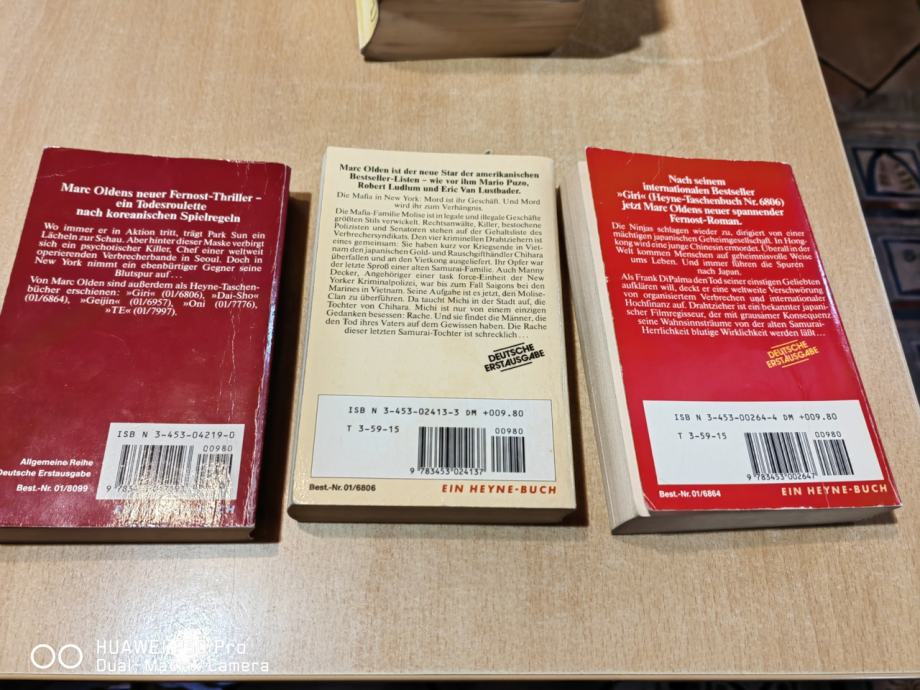 Marc Oldens neuer Fernost-Thriller –
ein Todesroulette
nach koreanischen Spielregeln
Wo immer er in Aktion tritt, trägt Park Sun ein
Lächeln zur Schau. Aber hinter dieser Maske verbirgt
sich ein psychotischer Killer, Chef einer weltweit
operierenden Verbrecherbande in Seoul. Doch in
New York nimmt ein ebenbürtiger Gegner seine
Blutspur auf...
Von Marc Olden sind außerdem als Heyne-Taschen-
bücher erschienen: »Giri« (01/6806), »Dai-Sho«
(01/6864), »Geijin« (01/6957), »Oni« (01/7776),
»TE« (01/7997).
ISBN 3-453-04219-0
00980
Allgemeine Reihe
Deutsche Erstausgabe
Best.-Nr. 01/8099
9 783453 042193
Marc Olden ist der neue Star der amerikanischen
Bestseller-Listen – wie vor ihm Mario Puzo,
Robert Ludlum und Eric Van Lustbader.
Die Mafia in New York: Mord ist ihr Geschäft. Und Mord
wird ihr zum Verhängnis.
Die Mafia-Familie Molise ist in legale und illegale Geschäfte
größten Stils verwickelt. Rechtsanwälte, Killer, bestochene
Polizisten und Senatoren stehen auf der Gehaltsliste des
Verbrechersyndikats. Den vier kriminellen Drahtziehern ist
eines gemeinsam: Sie haben kurz vor Kriegsende in Viet-
nam den japanischen Gold- und Rauschgifthändler Chihara
überfallen und an den Vietkong ausgeliefert. Ihr Opfer war
der letzte Sproß einer alten Samurai-Familie. Auch Manny
Decker, Angehöriger einer task force-Einheit der New
Yorker Kriminalpolizei, war bis zum Fall Saigons bei den
Marines in Vietnam. Seine Aufgabe ist es jetzt, den Molise-
Clan zu überführen. Da taucht Michi in der Stadt auf, die
Tochter von Chihara. Michi ist nur von einem einzigen
Gedanken besessen: Rache. Und sie findet die Männer, die
den Tod ihres Vaters auf dem Gewissen haben. Die Rache
dieser letzten Samurai-Tochter ist schrecklich...
DEUTSCHE
ERSTAUSGABE
ISBN 3-453-02413-3 DM +009.80
T 3-59-15
00980
9 783453 024137
Best.-Nr. 01/6806
EIN HEYNE-BUCH
Nach seinem
internationalen Bestseller
»Giri« (Heyne-Taschenbuch Nr. 6806)
jetzt Marc Oldens neuer spannender
Fernost-Roman.
Die Ninjas schlagen wieder zu, dirigiert von einer
mächtigen japanischen Geheimgesellschaft. In Hong-
kong wird eine junge Chinesin ermordet. Überall in der
Welt kommen Menschen auf geheimnisvolle Weise
ums Leben. Und immer führen die Spuren
nach Japan.
Als Frank DiPalma den Tod seiner einstigen Geliebten
aufklären will, deckt er eine weltweite Verschwörung
von organisiertem Verbrechen und internationaler
Hochfinanz auf. Drahtzieher ist ein bekannter japani-
scher Filmregisseur, der mit grausamer Konsequenz
seine Wahnsinnsträume von der alten Samurai-
Herrlichkeit blutige Wirklichkeit werden läßt...
DEUTSCHE
ERSTAUSGABE
ISBN 3-453-00264-4 DM +009.80
T 3-59-15
00980
9 783453 002647
Best.-Nr. 01/6864
EIN HEYNE-BUCH
HUAWEI Pro
Dual-Matrix Camera